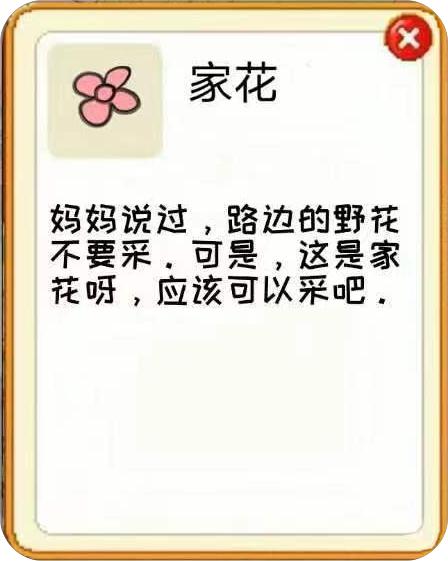 家花
妈妈说过，路边的野花
不要采。可是，这是家
花呀，应该可以采吧．